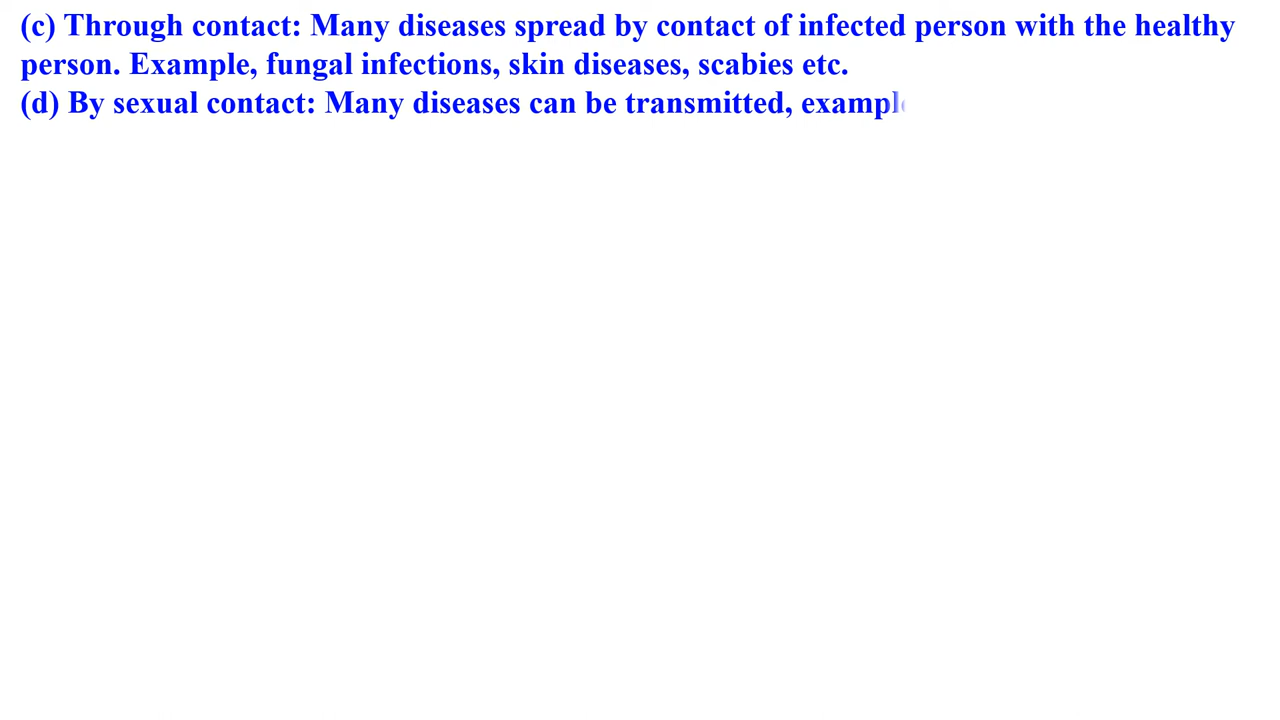 (c) Through contact: Many diseases spread by contact of infected person with the healthy
person. Example, fungal infections, skin diseases, scabies etc.
(d) By sexual contact: Many diseases can be transmitted, example